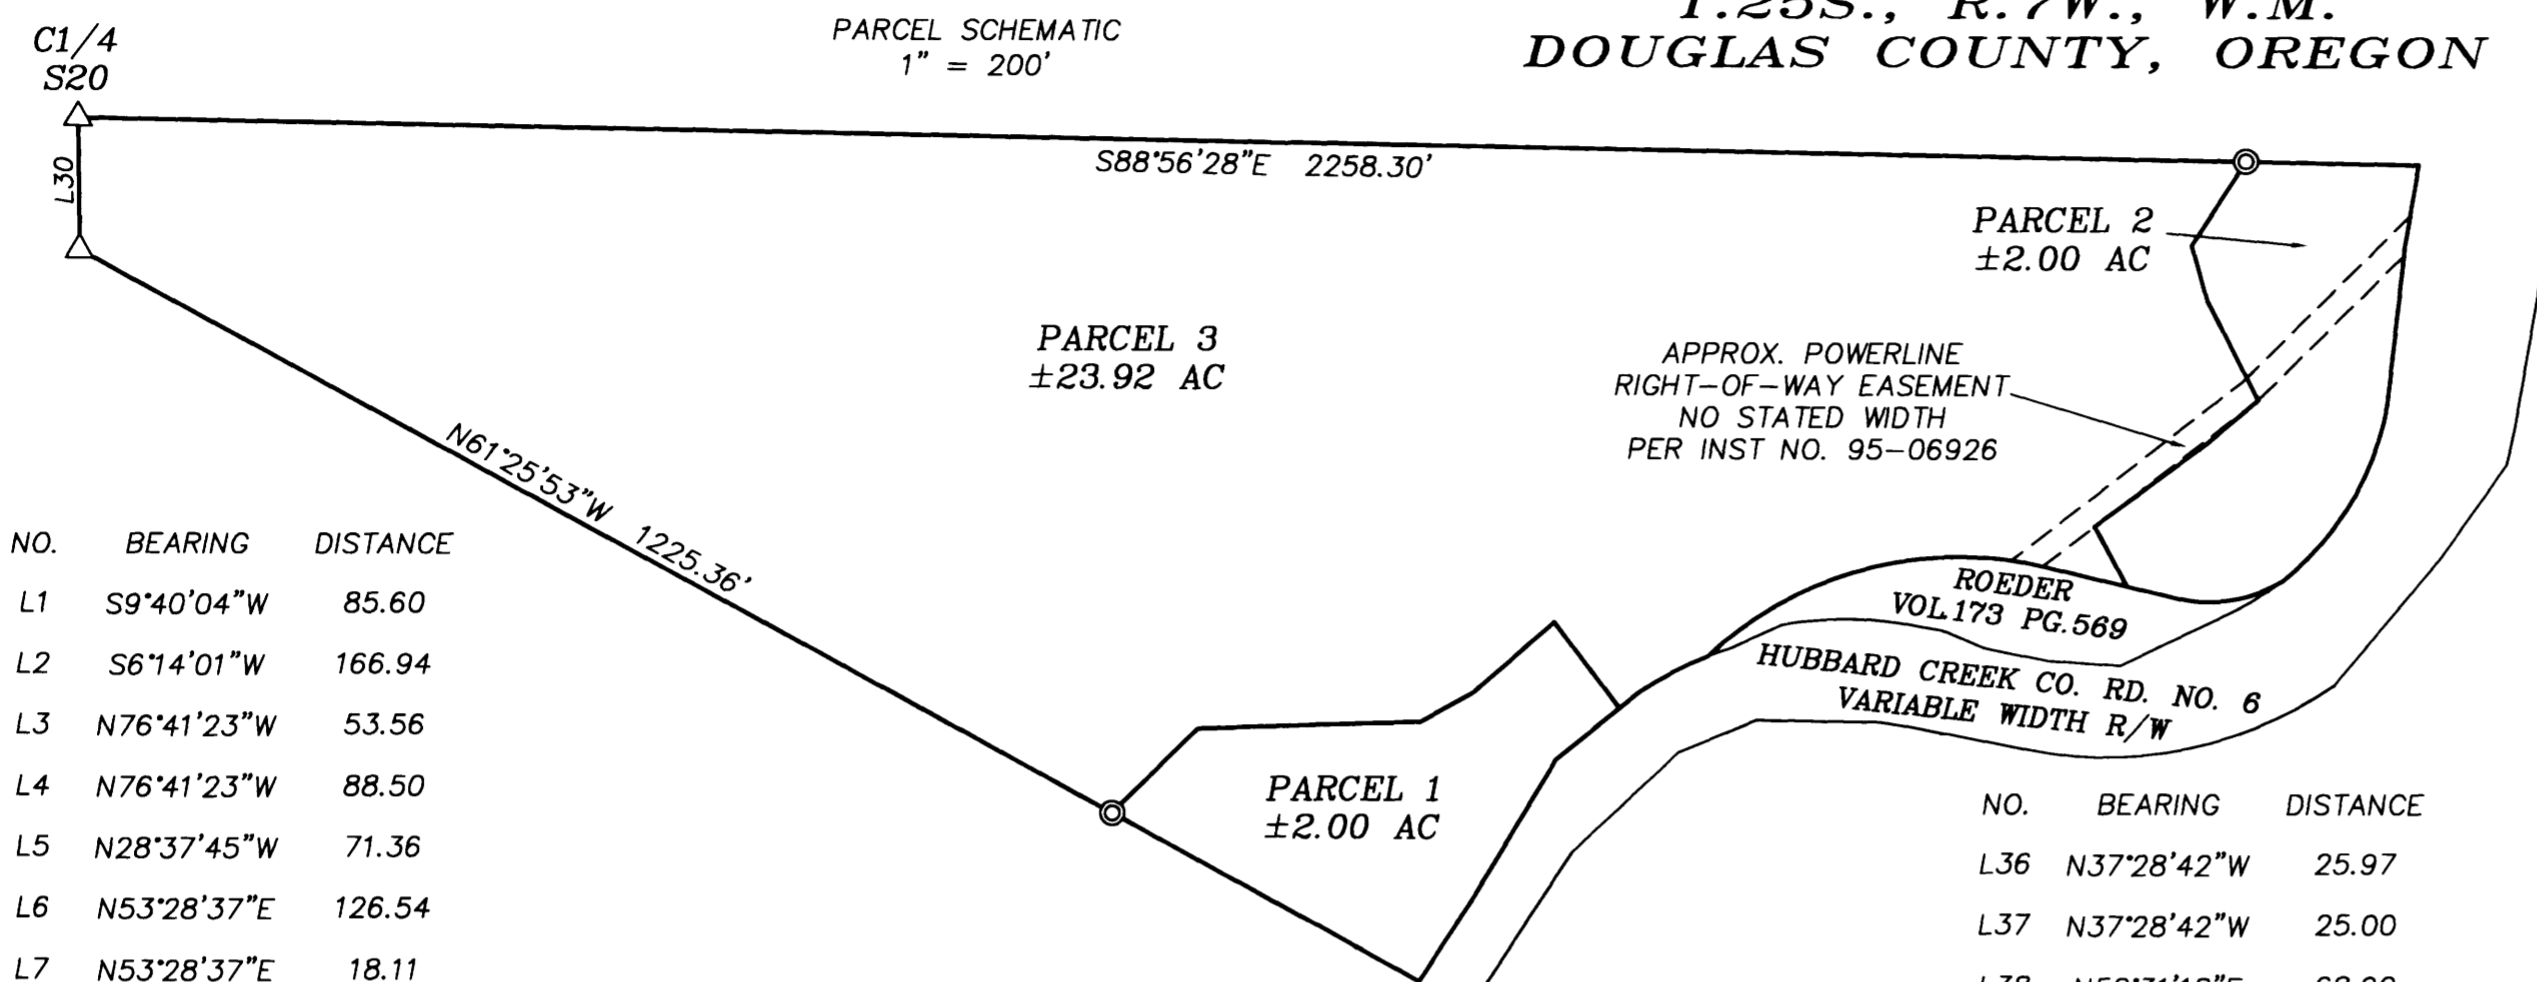 T.25S., R.7W., W.M.
DOUGLAS COUNTY, OREGON
PARCEL SCHEMATIC
1" = 200'
C1/4
S20
L30
S88°56'28"E 2258.30'
PARCEL 2
±2.00 AC
PARCEL 3
±23.92 AC
APPROX. POWERLINE
RIGHT-OF-WAY EASEMENT
NO STATED WIDTH
PER INST NO. 95-06926
N61°25'53"W 1225.36'
ROEDER
VOL.173 PG.569
HUBBARD CREEK CO. RD. NO. 6
VARIABLE WIDTH R/W
PARCEL 1
±2.00 AC
NO. BEARING DISTANCE
L1 S9°40'04"W 85.60
L2 S6°14'01"W 166.94
L3 N76°41'23"W 53.56
L4 N76°41'23"W 88.50
L5 N28°37'45"W 71.36
L6 N53°28'37"E 126.54
L7 N53°28'37"E 18.11
NO. BEARING DISTANCE
L36 N37°28'42"W 25.97
L37 N37°28'42"W 25.00
L38